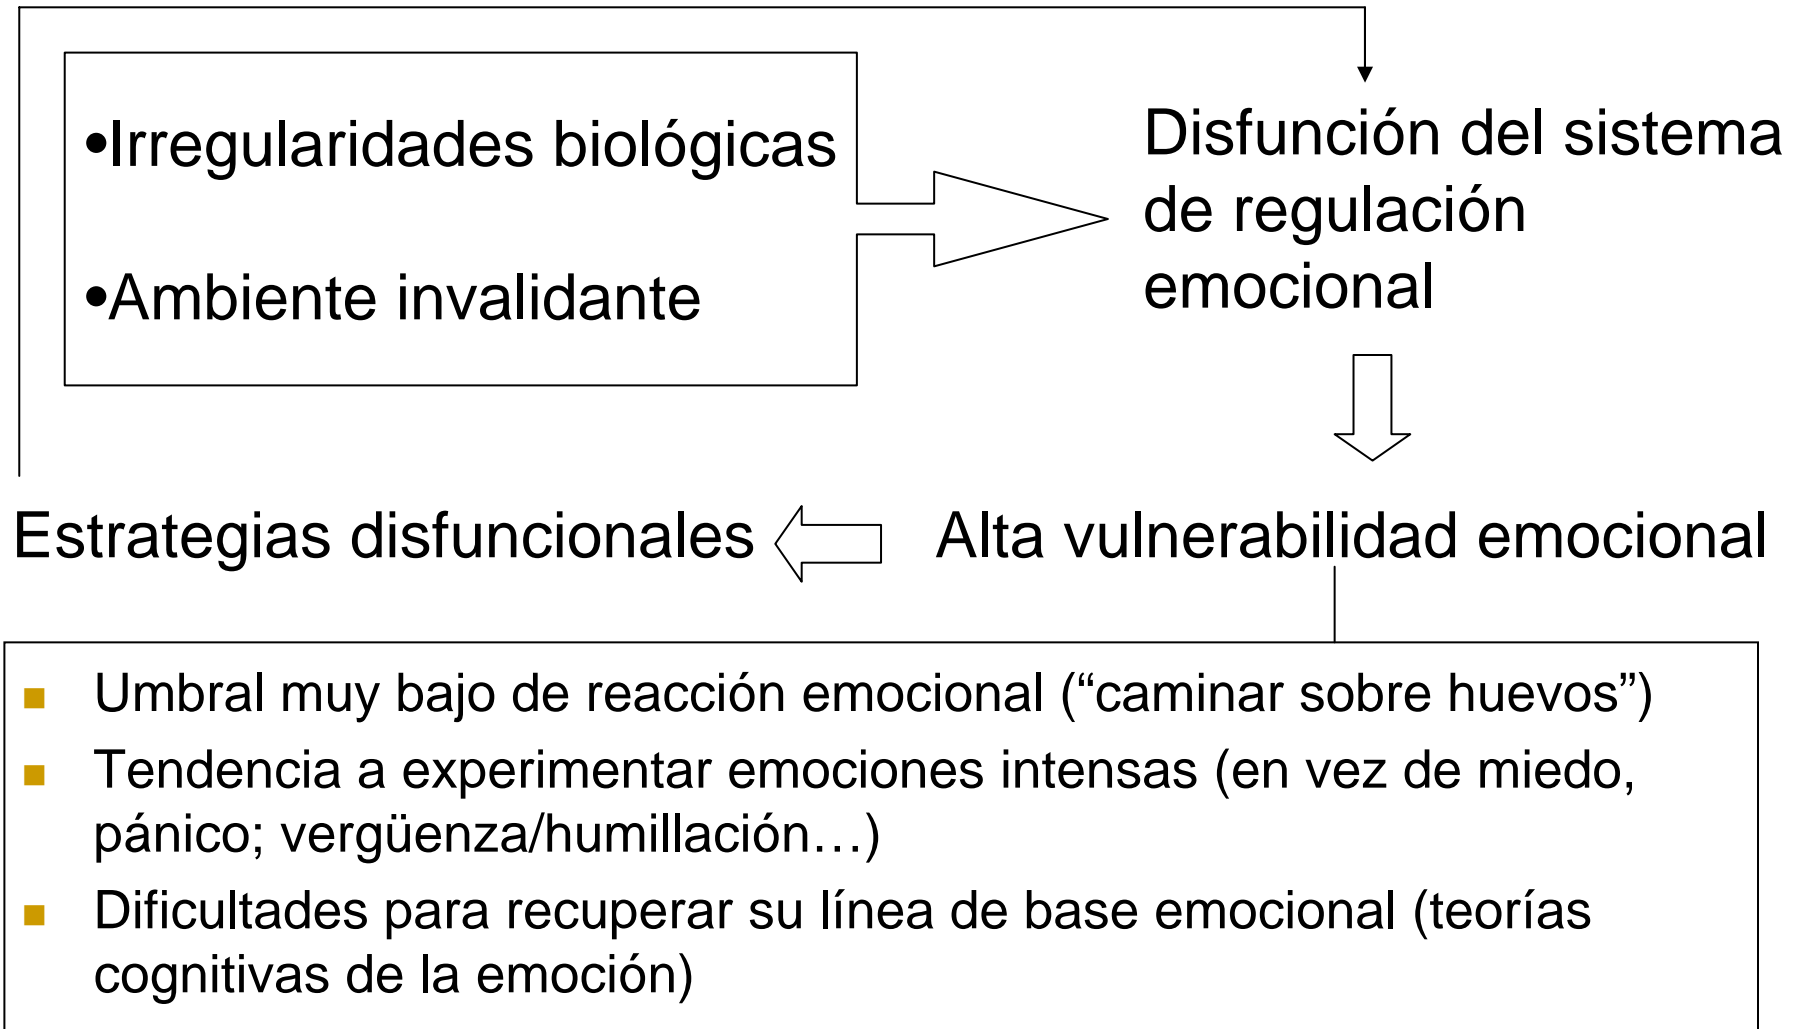 •Irregularidades biológicas
•Ambiente invalidante
Disfunción del sistema
de regulación
emocional
Estrategias disfuncionales
Alta vulnerabilidad emocional
Umbral muy bajo de reacción emocional (“caminar sobre huevos”)
Tendencia a experimentar emociones intensas (en vez de miedo,
pánico; vergüenza/humillación…)
Dificultades para recuperar su línea de base emocional (teorías
cognitivas de la emoción)